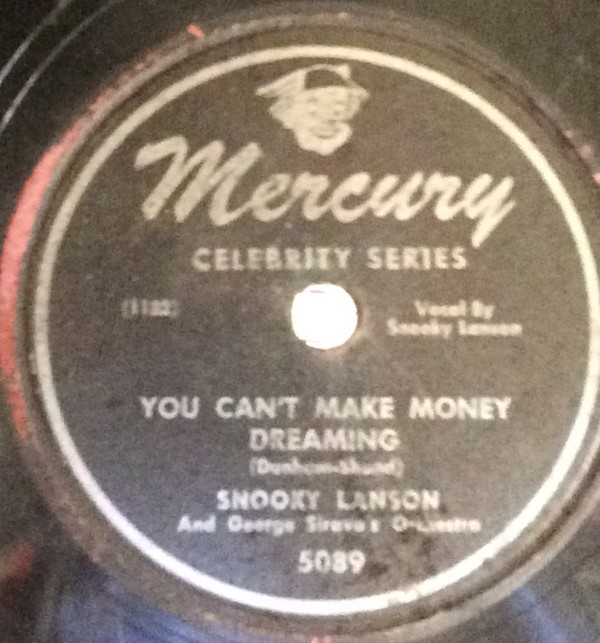 Mercury
CELEBRITY SERIES
Vocal By
Snooky Lanson
YOU CAN'T MAKE MONEY
DREAMING
SNOOKY LANSON
And George Siravo's Orchestra
5089